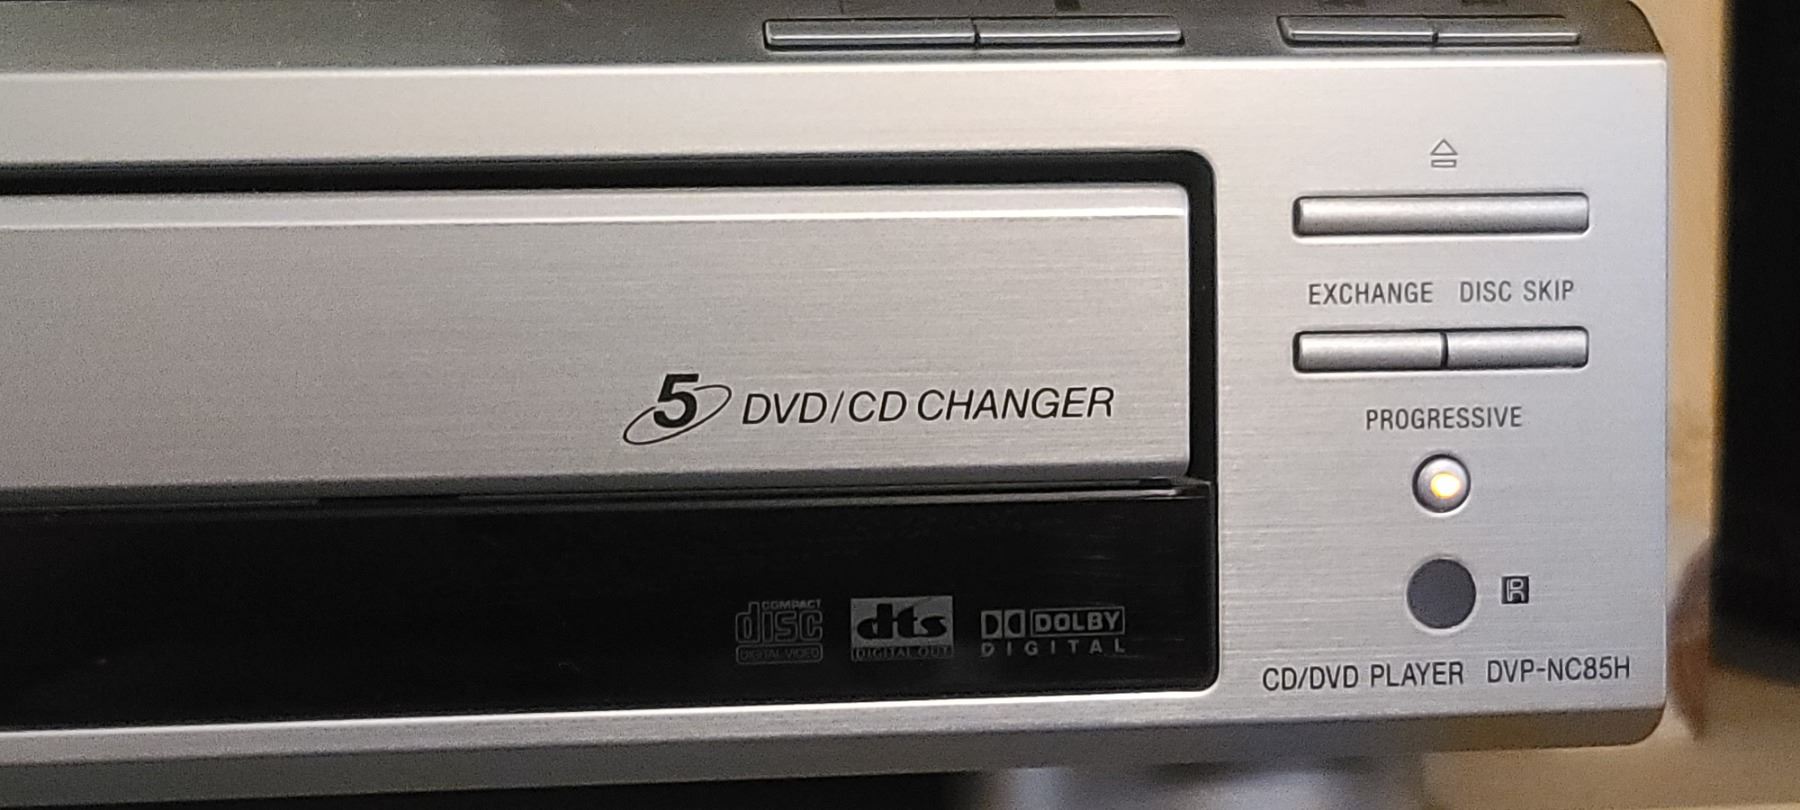 EXCHANGE DISC SKIP
5 DVD/CD CHANGER
PROGRESSIVE
COMPACT
disc
DIGITAL VIDEO
dts
DIGITAL OUT
DOLBY
DIGITAL
R
CD/DVD PLAYER DVP-NC85H